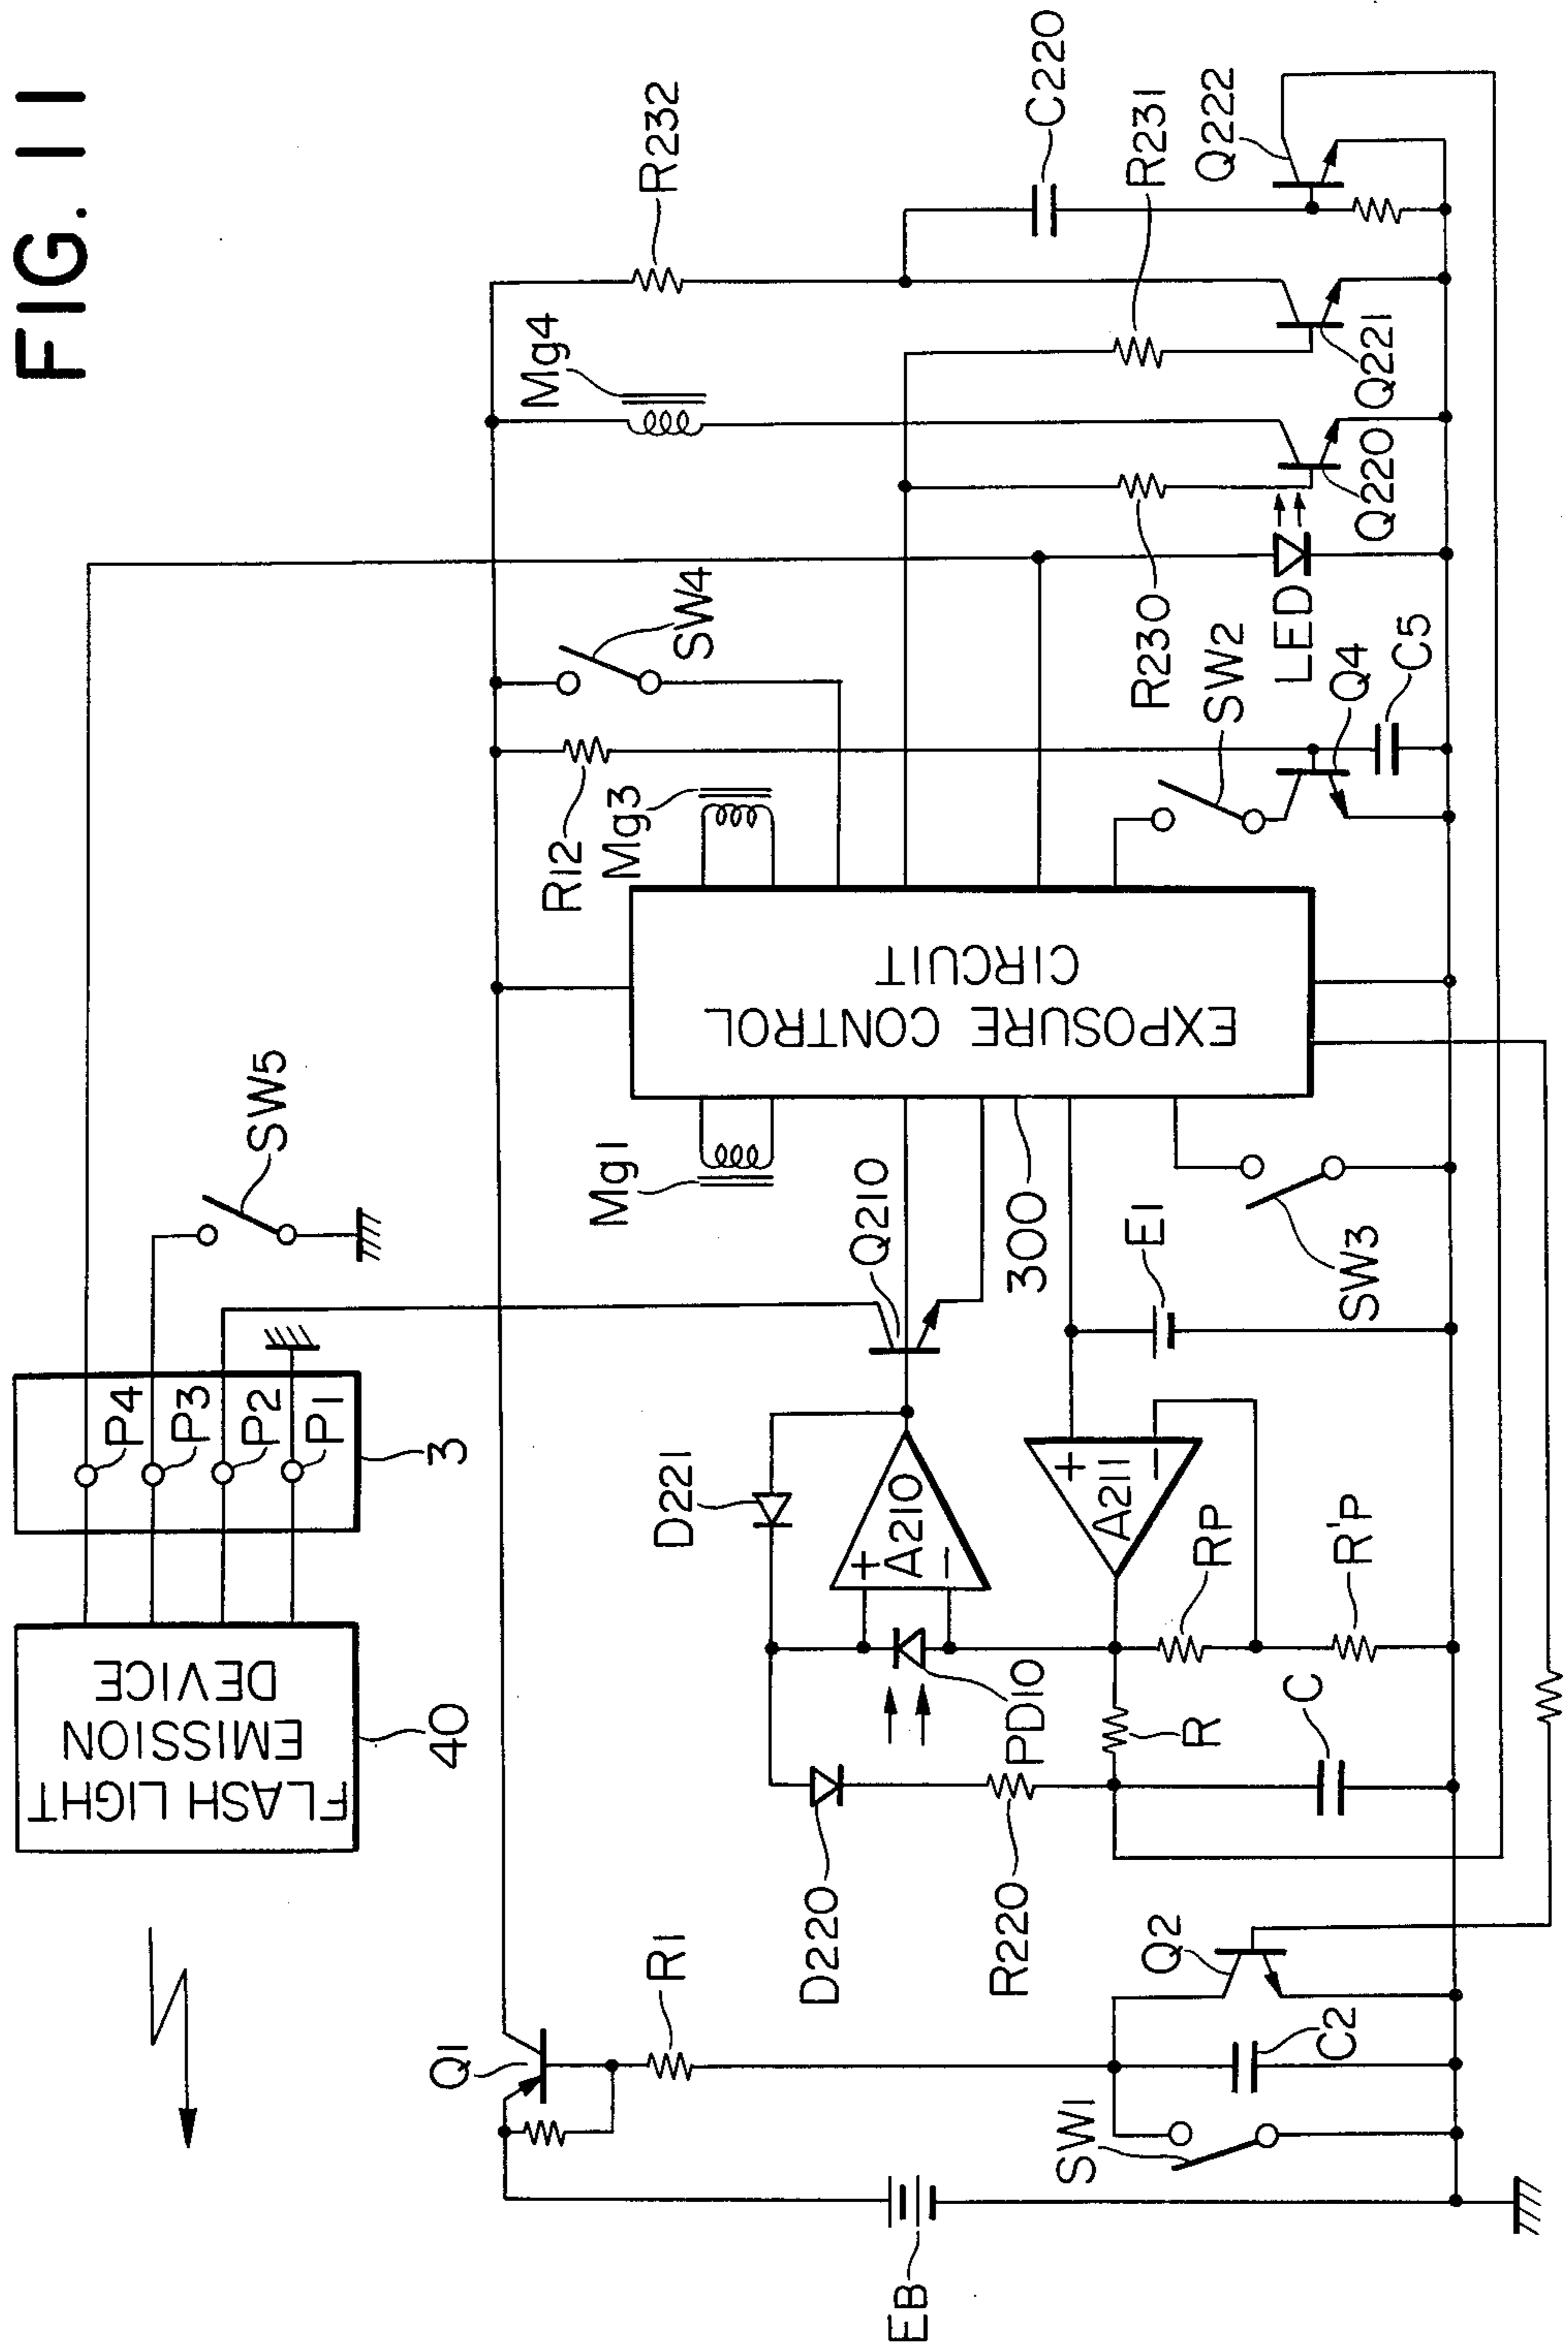 FIG. 11
FLASH LIGHT
EMISSION
DEVICE
40
P4
P3
P2
P1
3
SW5
Q1
R1
EB
SW1
C2
Q2
D220
R220
D221
PD10
A210
+
−
A211
+
−
R
C
RP
R'P
Q210
E1
Mg1
300
SW3
EXPOSURE CONTROL
CIRCUIT
R12
Mg3
SW4
SW2
Q4
C5
LED
R230
Mg4
Q220
Q221
R232
R231
C220
Q222